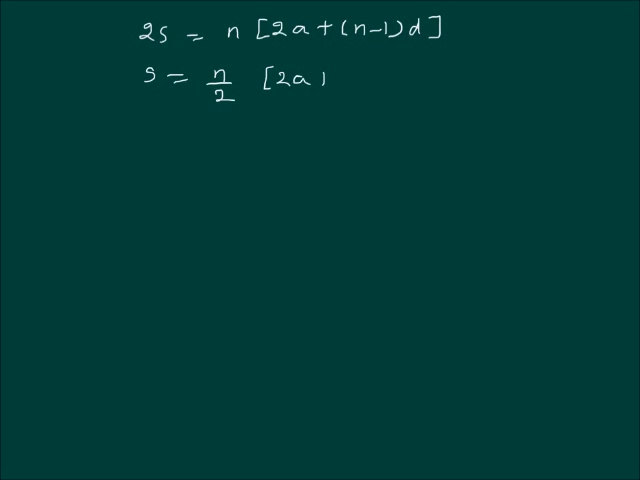 2s = n [2a + (n-1)d]
s = n/2 [2a